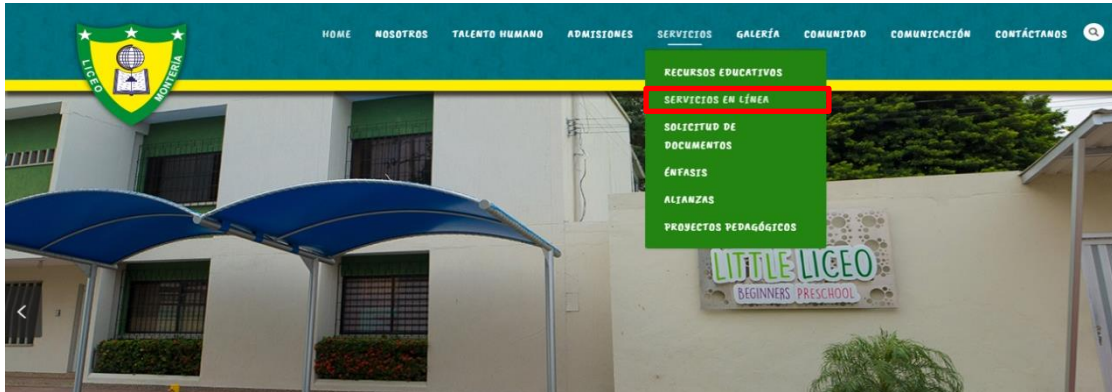 HOME NOSOTROS TALENTO HUMANO ADMISIONES SERVICIOS GALERÍA COMUNIDAD COMUNICACIÓN CONTÁCTANOS
LICEO MONTERÍA
RECURSOS EDUCATIVOS
SERVICIOS EN LÍNEA
SOLICITUD DE
DOCUMENTOS
ÉNFASIS
ALIANZAS
PROYECTOS PEDAGÓGICOS
LITTLE LICEO
BEGINNERS PRESCHOOL